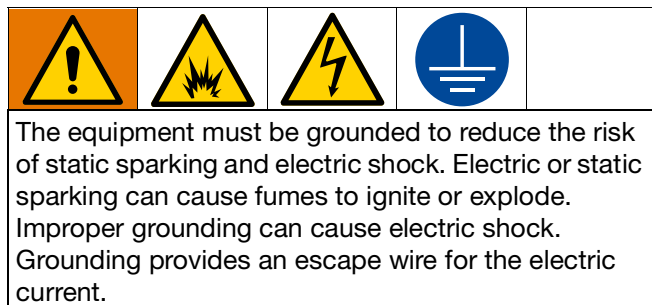 The equipment must be grounded to reduce the risk
of static sparking and electric shock. Electric or static
sparking can cause fumes to ignite or explode.
Improper grounding can cause electric shock.
Grounding provides an escape wire for the electric
current.